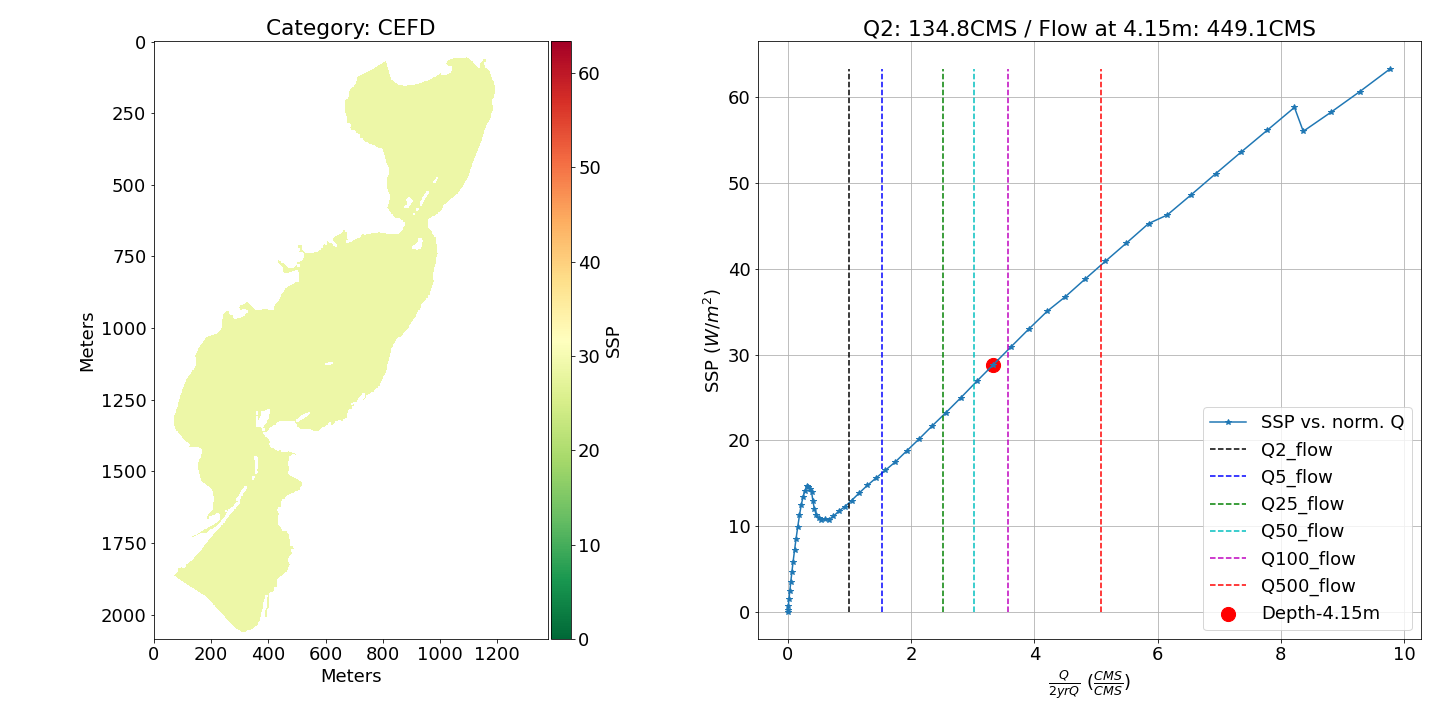 Category: CEFD
0
250
500
750
1000
1250
1500
1750
2000
Meters
0
200
400
600
800
1000
1200
Meters
60
50
40
30
20
10
0
SSP
Q2: 134.8CMS / Flow at 4.15m: 449.1CMS
60
50
40
30
20
10
0
SSP (W/m²)
0
2
4
6
8
10
Q/2yrQ (CMS/CMS)
SSP vs. norm. Q
Q2_flow
Q5_flow
Q25_flow
Q50_flow
Q100_flow
Q500_flow
Depth-4.15m